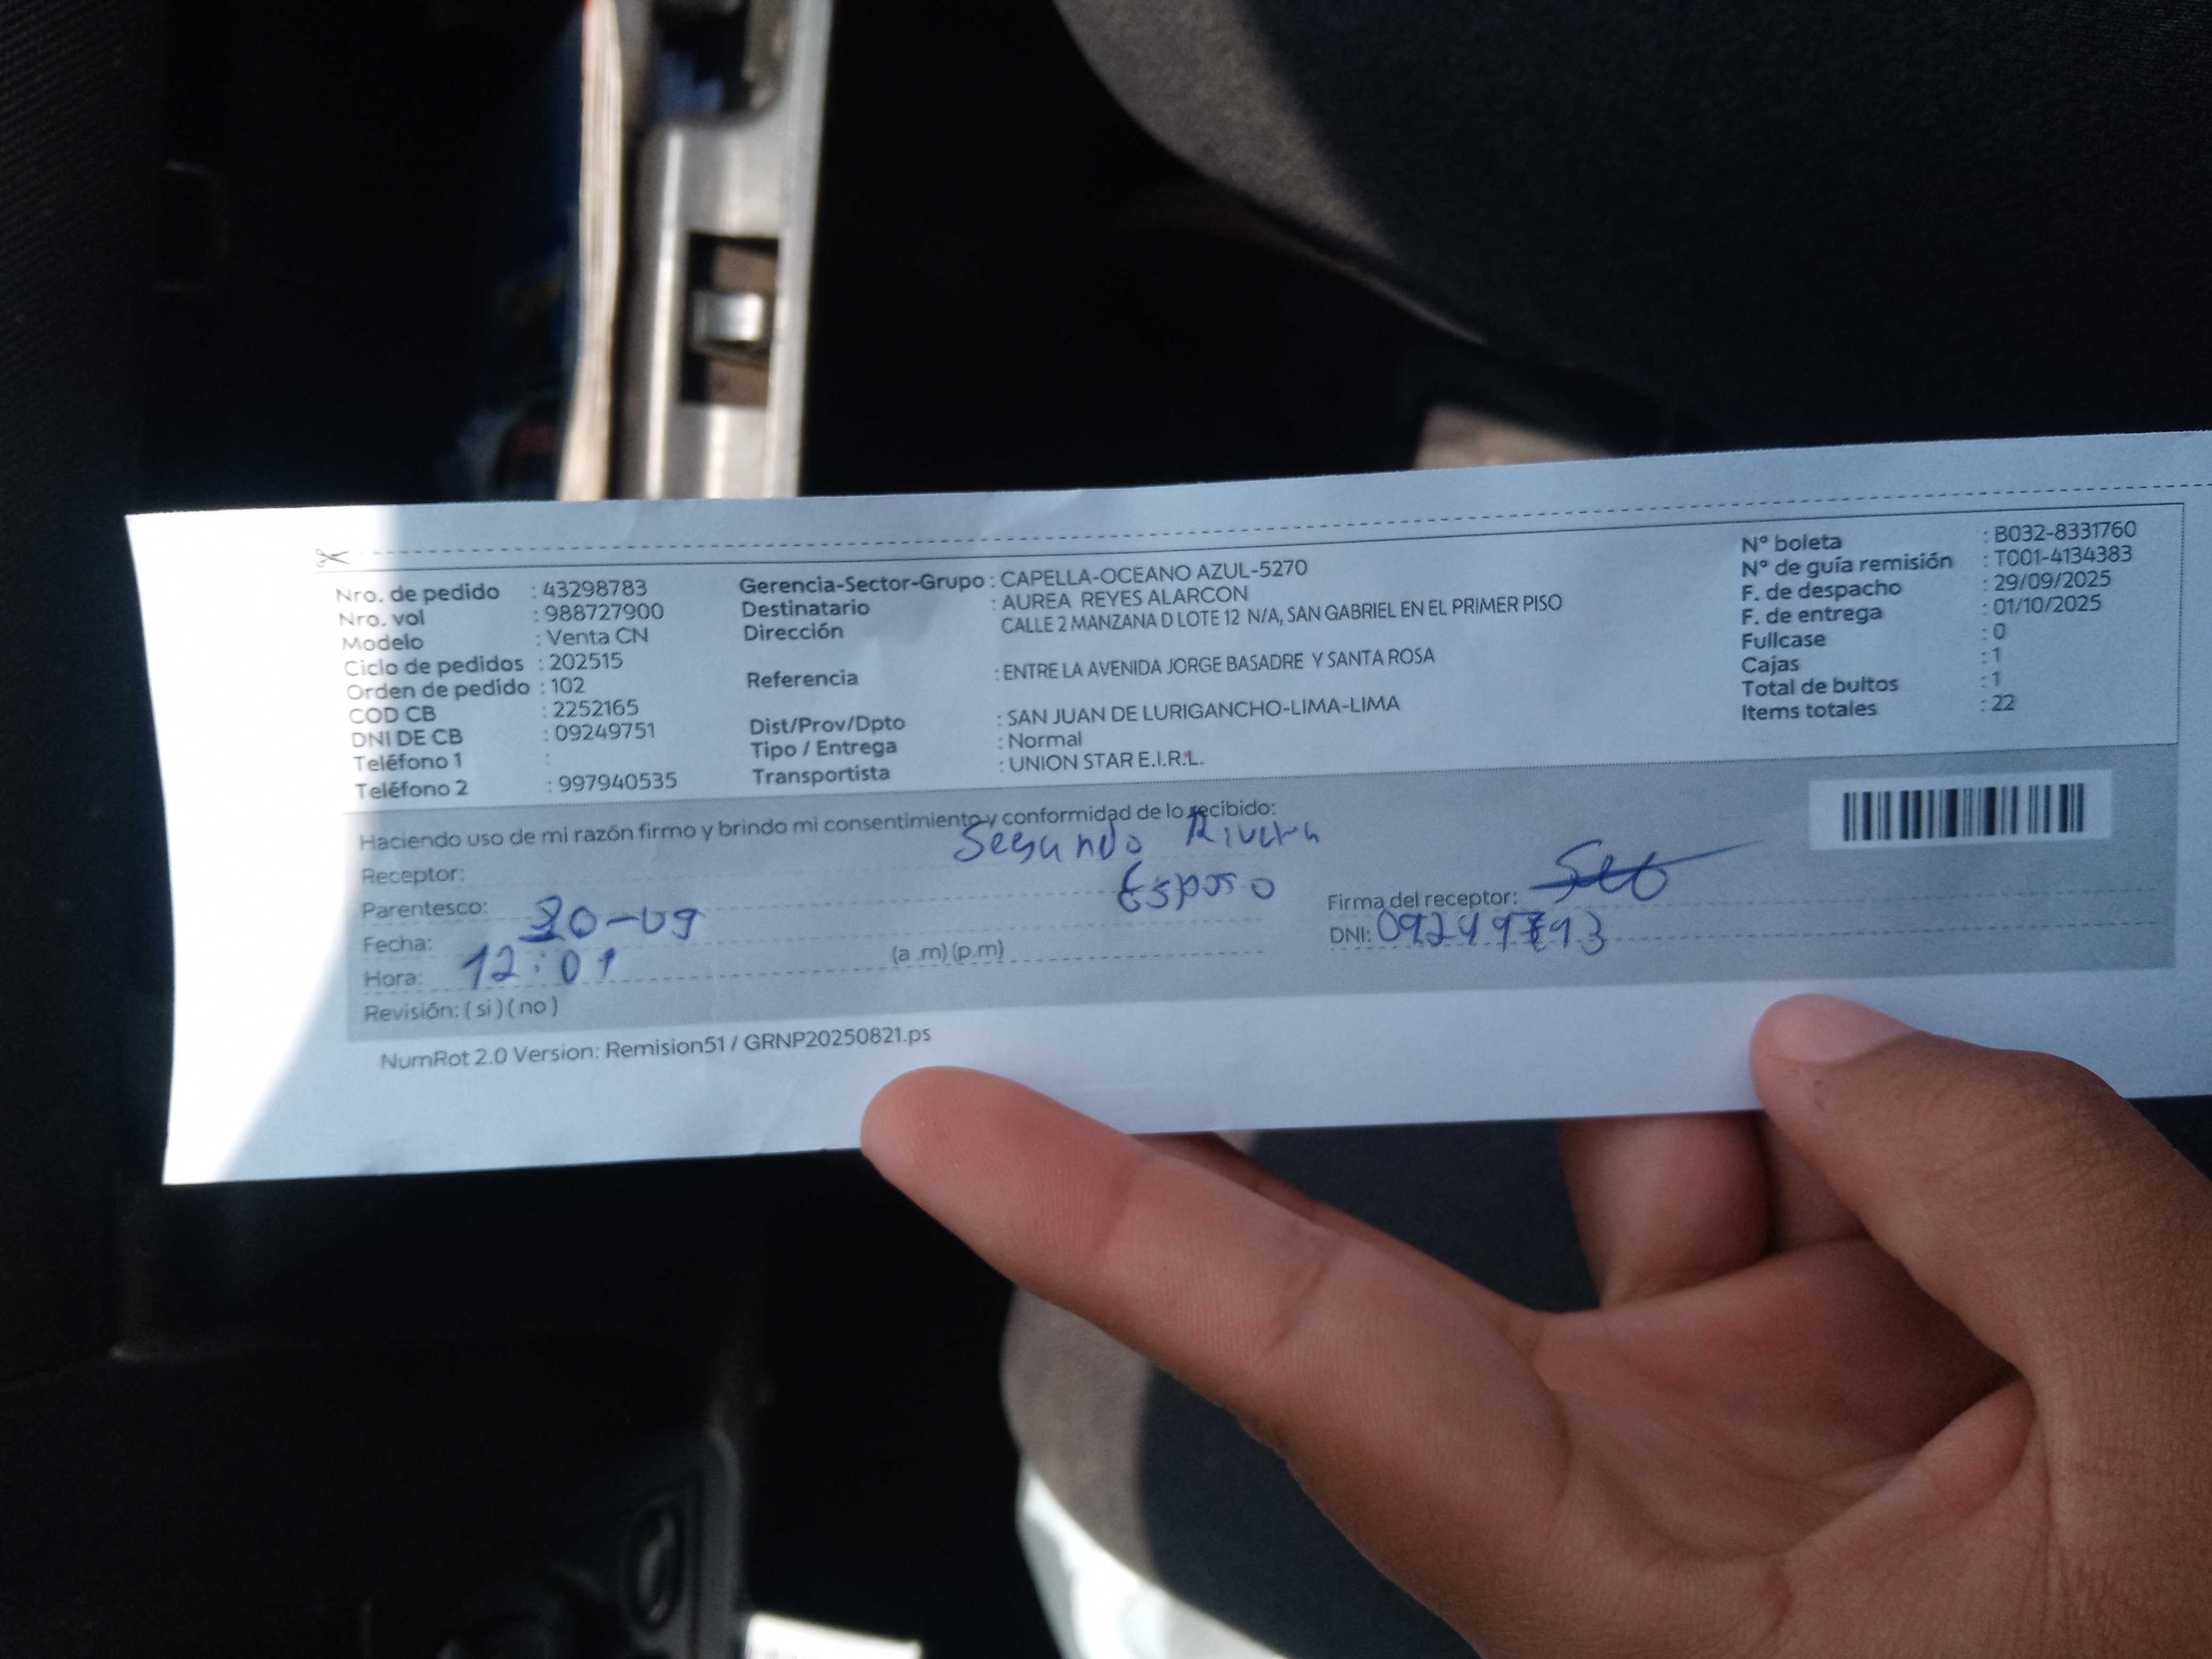 Nro. de pedido : 43298783
Nro. vol : 988727900
Modelo : Venta CN
Ciclo de pedidos : 202515
Orden de pedido : 102
COD CB : 2252165
DNI DE CB : 09249751
Teléfono 1 :
Teléfono 2 : 997940535
Gerencia-Sector-Grupo : CAPELLA-OCEANO AZUL-5270
Destinatario : AUREA REYES ALARCON
Dirección CALLE 2 MANZANA D LOTE 12 N/A, SAN GABRIEL EN EL PRIMER PISO
Referencia : ENTRE LA AVENIDA JORGE BASADRE Y SANTA ROSA
Dist/Prov/Dpto : SAN JUAN DE LURIGANCHO-LIMA-LIMA
Tipo / Entrega : Normal
Transportista : UNION STAR E.I.R.L.
N° boleta : B032-8331760
N° de guía remisión : T001-4134383
F. de despacho : 29/09/2025
F. de entrega : 01/10/2025
Fullcase : 0
Cajas : 1
Total de bultos : 1
Items totales : 22
Haciendo uso de mi razón firmo y brindo mi consentimiento y conformidad de lo recibido:
Receptor: Segundo Rivera
Parentesco: Esposo
Fecha: 30-09
Hora: 12:01 (a .m) (p.m)
Revisión: ( si ) ( no )
Firma del receptor:
DNI:
NumRot 2.0 Version: Remision51 / GRNP20250821.ps